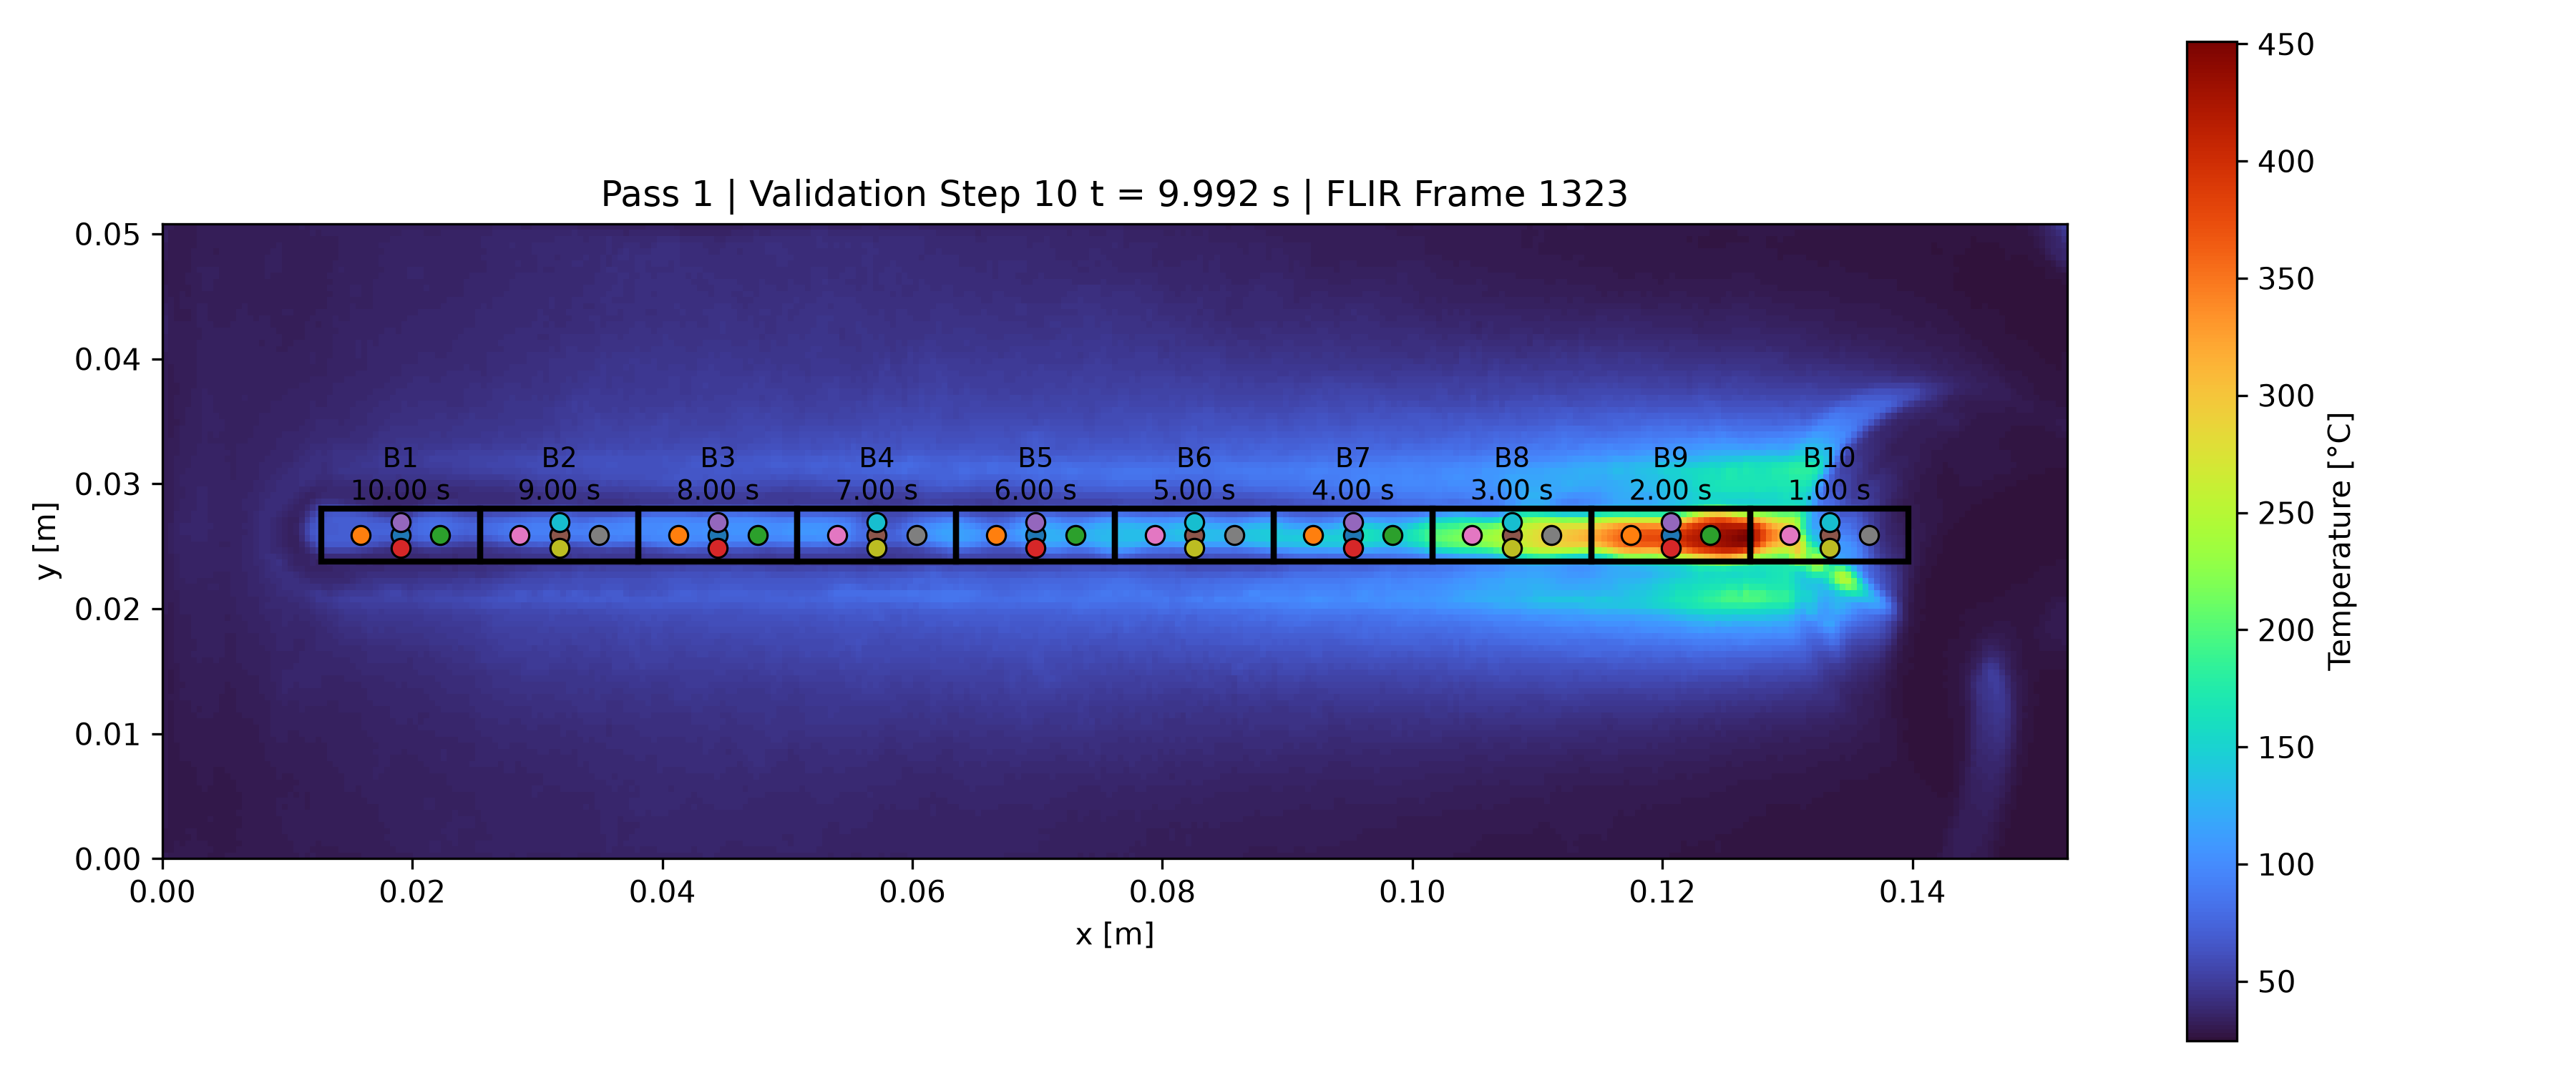 Pass 1 | Validation Step 10 t = 9.992 s | FLIR Frame 1323
0.05
0.04
0.03
0.02
0.01
0.00
y [m]
B1
10.00 s
B2
9.00 s
B3
8.00 s
B4
7.00 s
B5
6.00 s
B6
5.00 s
B7
4.00 s
B8
3.00 s
B9
2.00 s
B10
1.00 s
0.00
0.02
0.04
0.06
0.08
0.10
0.12
0.14
x [m]
450
400
350
300
250
200
150
100
50
Temperature [°C]